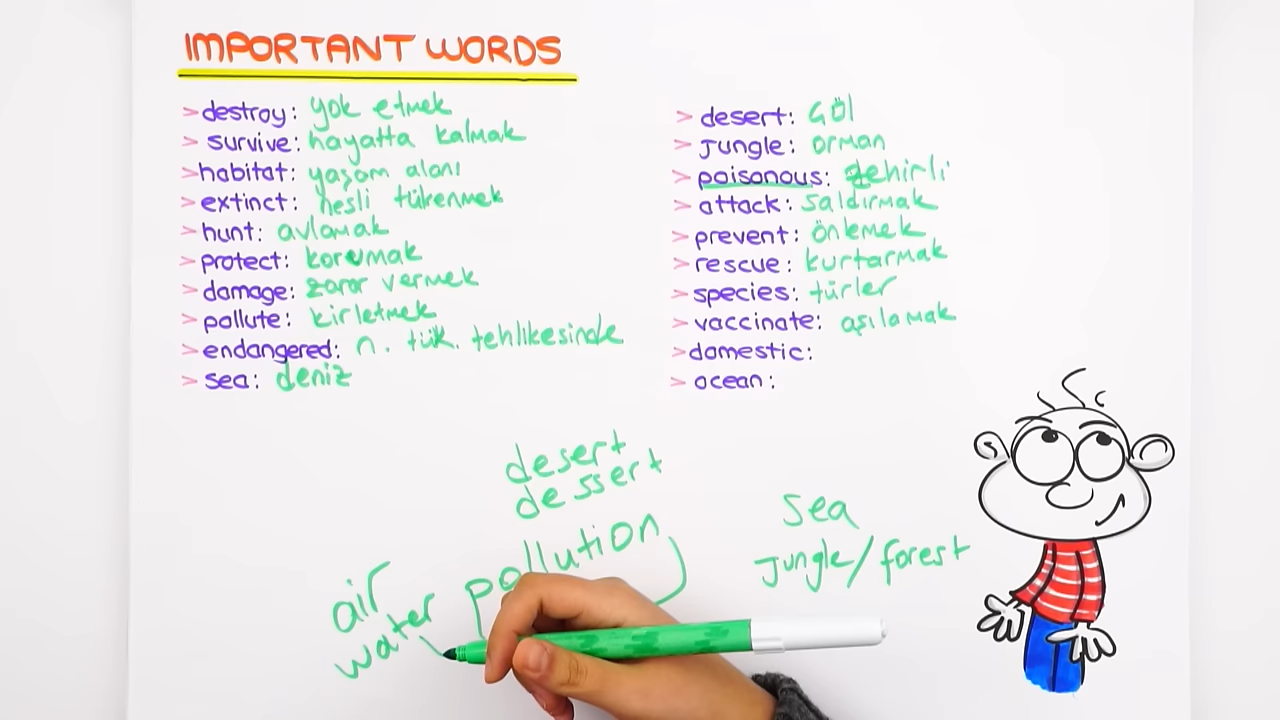 IMPORTANT WORDS
> destroy: yok etmek
> survive: hayatta kalmak
> habitat: yaşam alanı
> extinct: nesli tükenmek
> hunt: avlamak
> protect: korumak
> damage: zarar vermek
> pollute: kirletmek
> endangered: n. tük. tehlikesinde
> sea: deniz
> desert: GÖl
> jungle: orman
> poisonous: zehirli
> attack: saldırmak
> prevent: önlemek
> rescue: kurtarmak
> species: türler
> vaccinate: aşılamak
> domestic:
> ocean:
desert
dessert
pollution
air
water
sea
jungle/forest